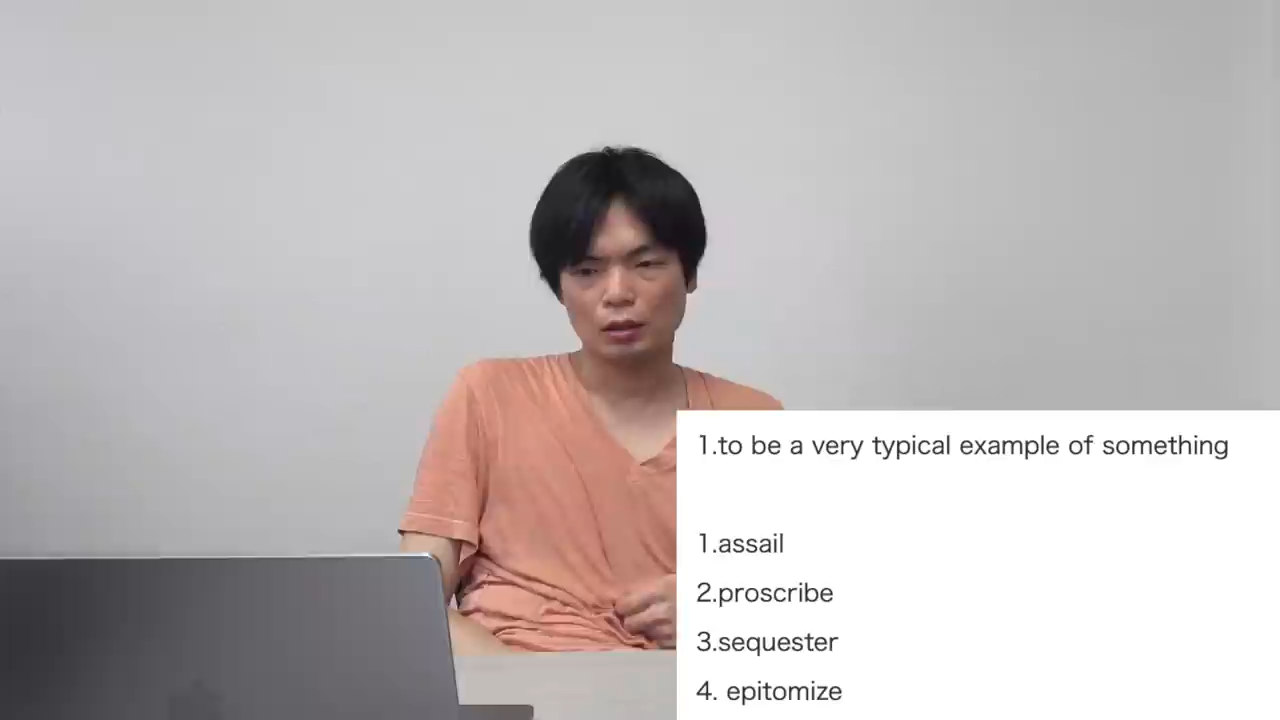 1.to be a very typical example of something
1.assail
2.proscribe
3.sequester
4. epitomize